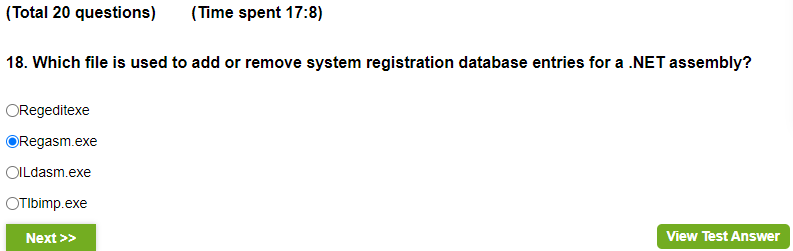 (Total 20 questions) (Time spent 17:8)
18. Which file is used to add or remove system registration database entries for a .NET assembly?
Regeditexe
Regasm.exe
ILdasm.exe
Tlbimp.exe
Next >> View Test Answer